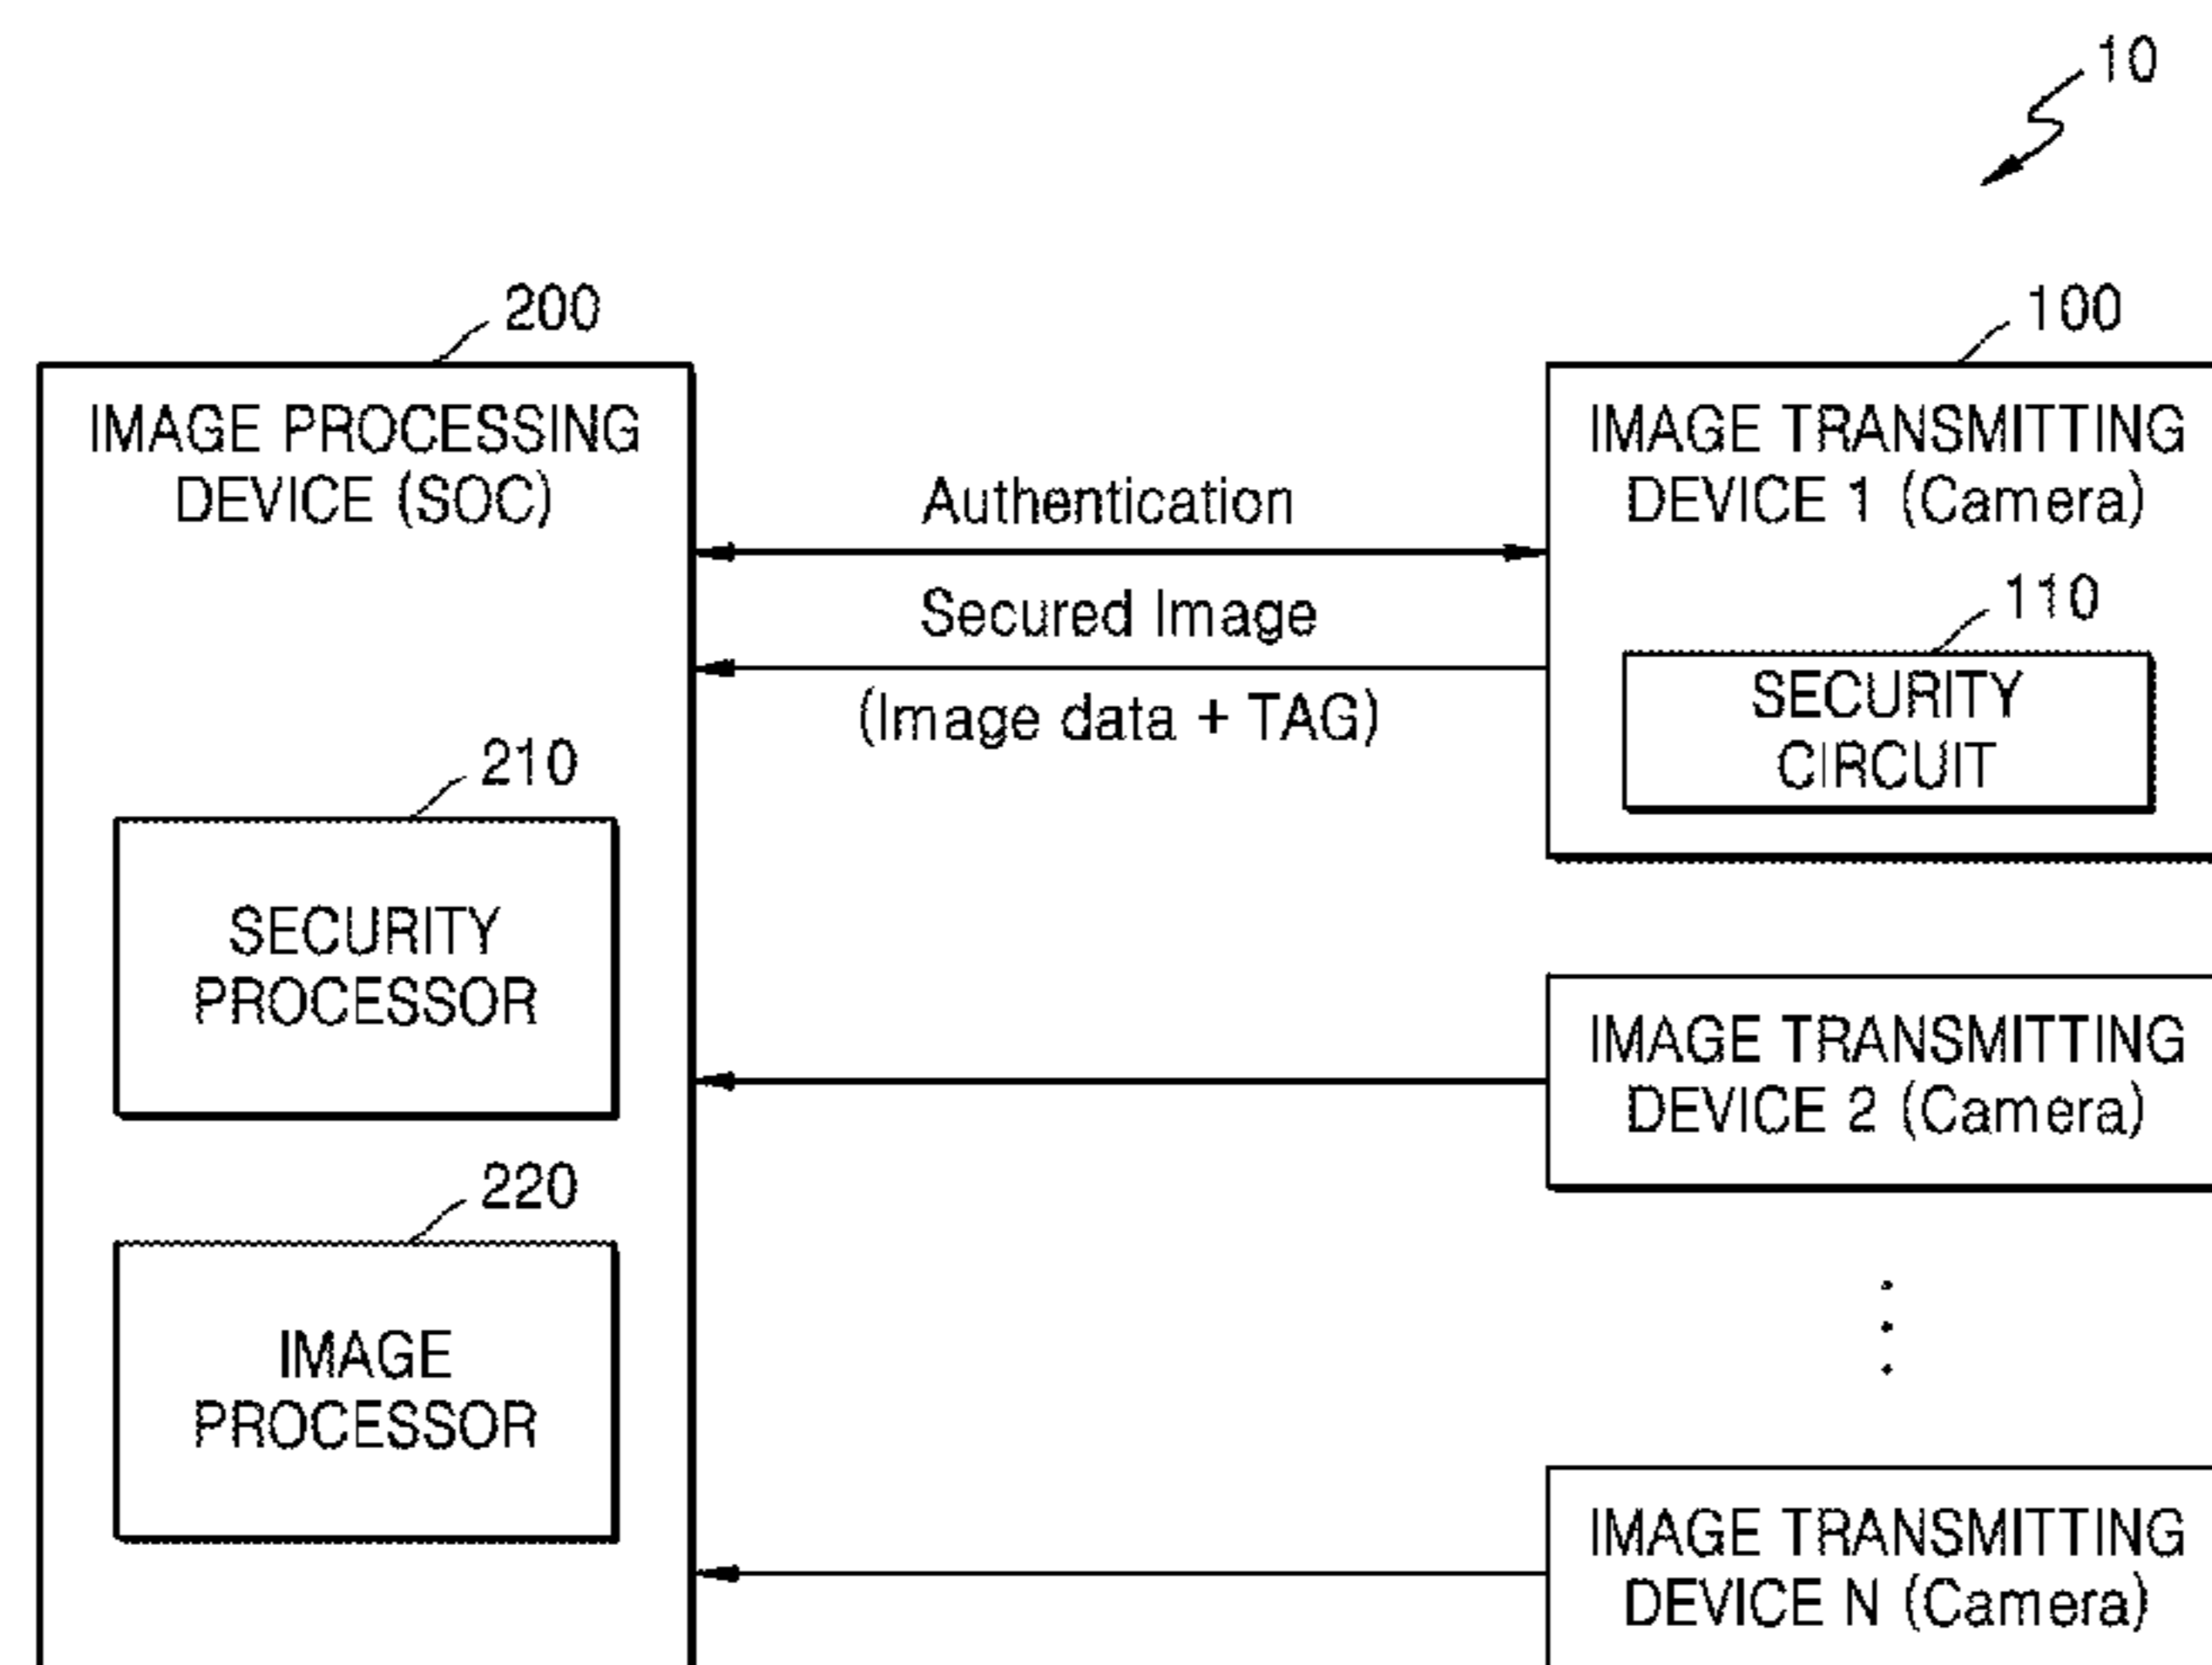 10
200
IMAGE PROCESSING
DEVICE (SOC)
210
SECURITY
PROCESSOR
220
IMAGE
PROCESSOR
Authentication
Secured Image
(Image data + TAG)
100
IMAGE TRANSMITTING
DEVICE 1 (Camera)
110
SECURITY
CIRCUIT
IMAGE TRANSMITTING
DEVICE 2 (Camera)
IMAGE TRANSMITTING
DEVICE N (Camera)